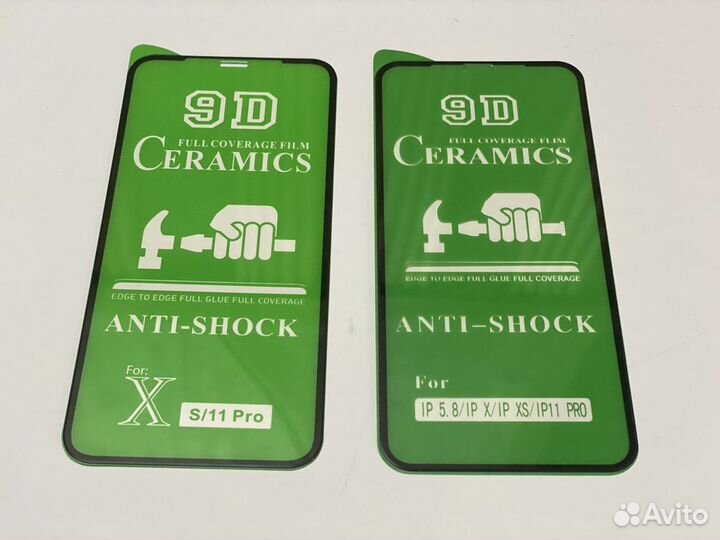 9D
FULL COVERAGE FILM
CERAMICS
EDGE TO EDGE FULL GLUE FULL COVERAGE
ANTI-SHOCK
For:
X
S/11 Pro
9D
FULL COVERAGE FLIM
CERAMICS
EDGE TO EDGE FULL GLUE FULL COVERAGE
ANTI-SHOCK
For
IP 5.8/IP X/IP XS/IP11 PRO
Avito